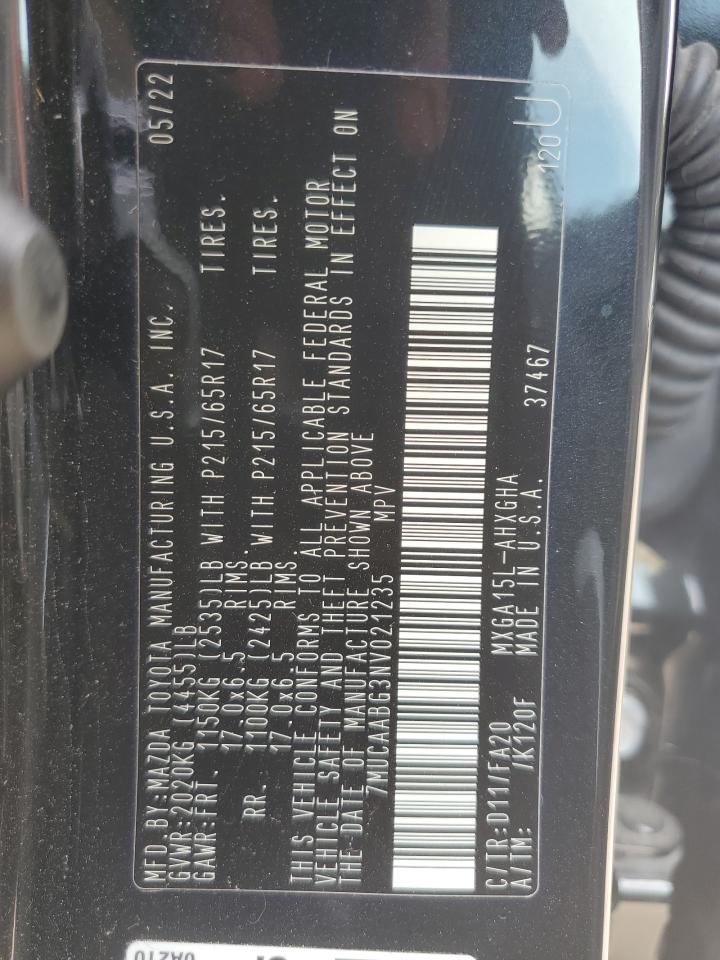 MFD.BY:MAZDA TOYOTA MANUFACTURING U.S.A. INC. 05/22
GVWR:2020KG (4455)LB
GAWR:FRT. 1150KG (2535)LB WITH P215/65R17 TIRES.
17.0x6.5 RIMS.
RR. 1100KG (2425)LB WITH P215/65R17 TIRES.
17.0x6.5 RIMS.
THIS VEHICLE CONFORMS TO ALL APPLICABLE FEDERAL MOTOR
VEHICLE SAFETY AND THEFT PREVENTION STANDARDS IN EFFECT ON
THE DATE OF MANUFACTURE SHOWN ABOVE
7MUCAABG3NV021235 MPV
C/TR:D11/FA20 MXGA15L-AHXGHA
A/TM: /K120F MADE IN U.S.A. 37467 120 U
0AZ10